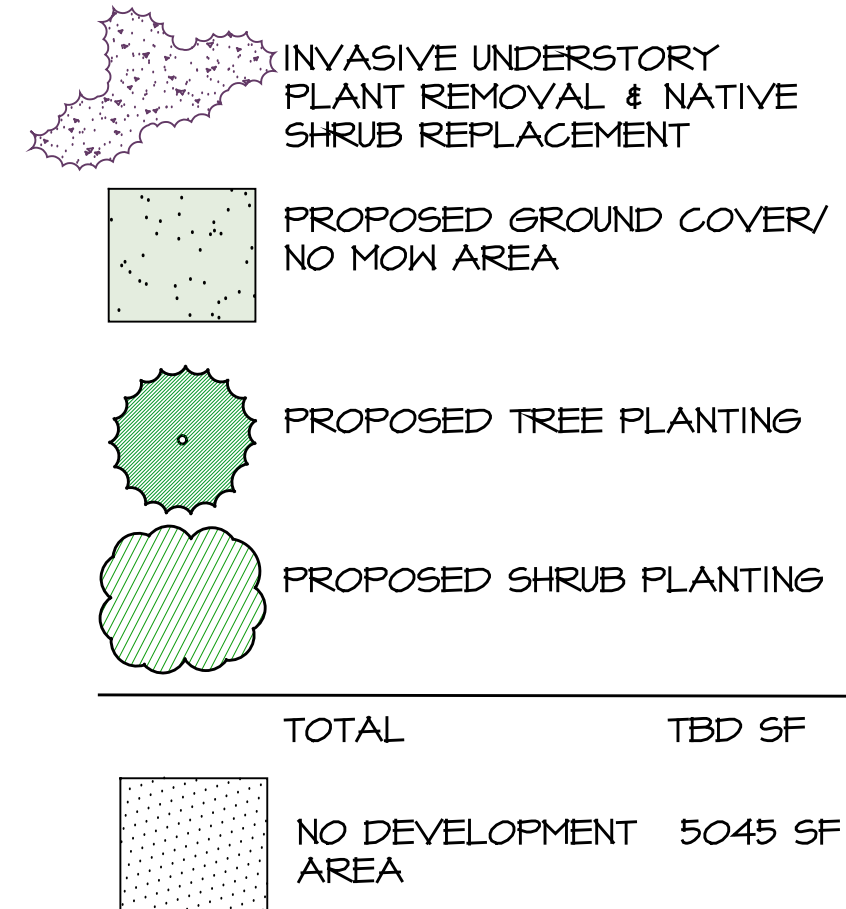 INVASIVE UNDERSTORY
PLANT REMOVAL & NATIVE
SHRUB REPLACEMENT
PROPOSED GROUND COVER/
NO MOW AREA
PROPOSED TREE PLANTING
PROPOSED SHRUB PLANTING
TOTAL TBD SF
NO DEVELOPMENT 5045 SF
AREA